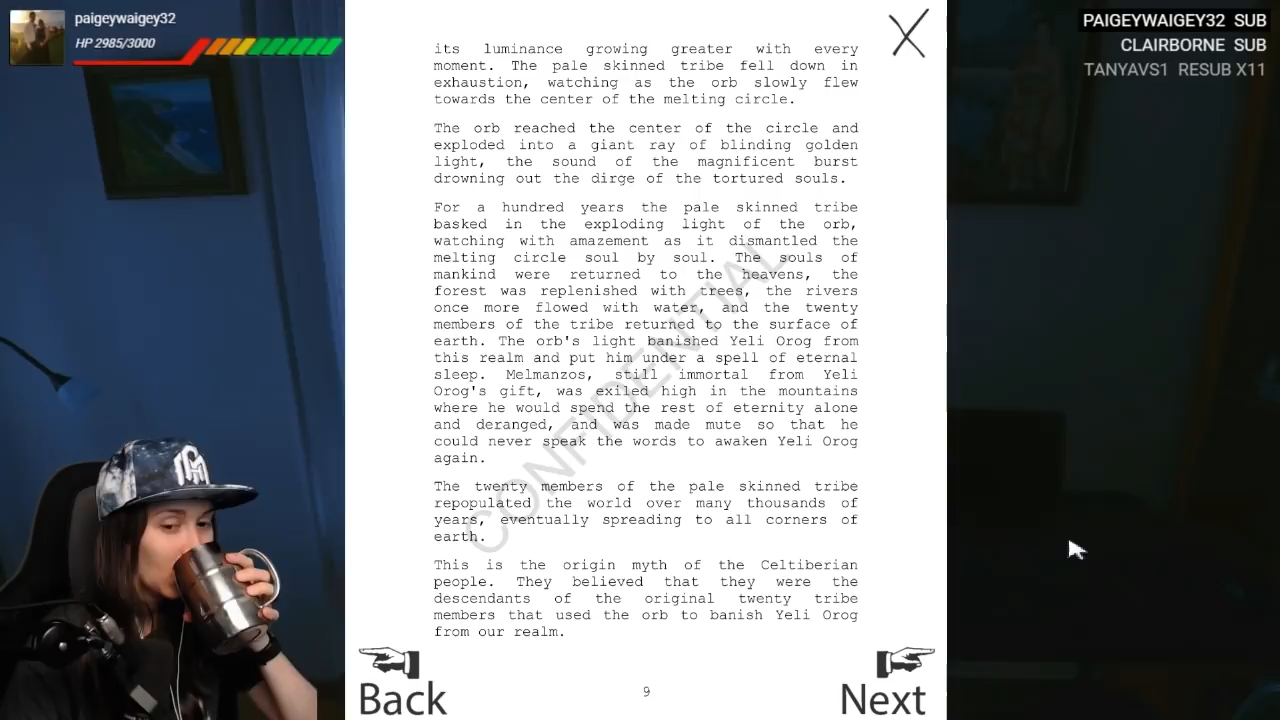 paigeywaigey32
HP 2985/3000
PAIGEYWAIGEY32 SUB
CLAIRBORNE SUB
TANYAVS1 RESUB X11
its luminance growing greater with every
moment. The pale skinned tribe fell down in
exhaustion, watching as the orb slowly flew
towards the center of the melting circle.
The orb reached the center of the circle and
exploded into a giant ray of blinding golden
light, the sound of the magnificent burst
drowning out the dirge of the tortured souls.
For a hundred years the pale skinned tribe
basked in the exploding light of the orb,
watching with amazement as it dismantled the
melting circle soul by soul. The souls of
mankind were returned to the heavens, the
forest was replenished with trees, the rivers
once more flowed with water, and the twenty
members of the tribe returned to the surface of
earth. The orb's light banished Yeli Orog from
this realm and put him under a spell of eternal
sleep. Melmanzos, still immortal from Yeli
Orog's gift, was exiled high in the mountains
where he would spend the rest of eternity alone
and deranged, and was made mute so that he
could never speak the words to awaken Yeli Orog
again.
The twenty members of the pale skinned tribe
repopulated the world over many thousands of
years, eventually spreading to all corners of
earth.
This is the origin myth of the Celtiberian
people. They believed that they were the
descendants of the original twenty tribe
members that used the orb to banish Yeli Orog
from our realm.
CONFIDENTIAL
Back
9
Next